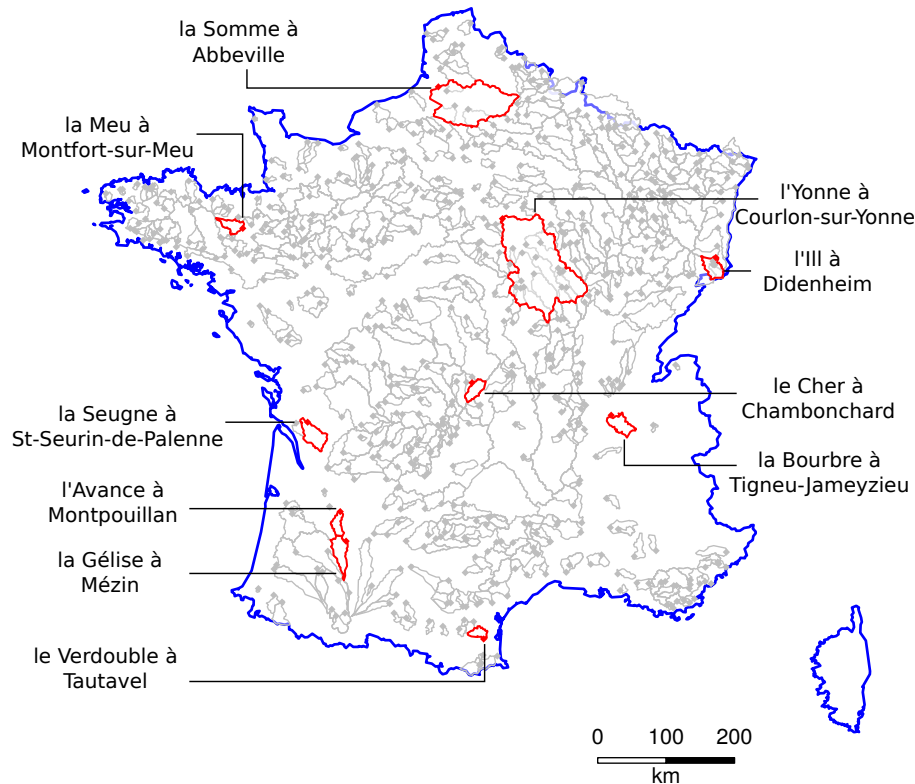 la Somme à
Abbeville
la Meu à
Montfort-sur-Meu
l'Yonne à
Courlon-sur-Yonne
l'Ill à
Didenheim
le Cher à
Chambonchard
la Seugne à
St-Seurin-de-Palenne
la Bourbre à
Tigneu-Jameyzieu
l'Avance à
Montpouillan
la Gélise à
Mézin
le Verdouble à
Tautavel
0 100 200
km